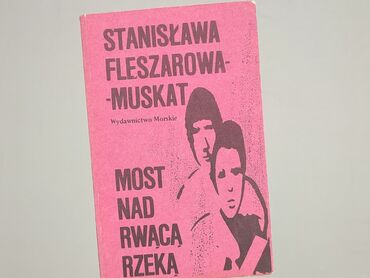 STANISŁAWA
FLESZAROWA-
-MUSKAT
Wydawnictwo Morskie
MOST
NAD
RWĄCĄ
RZEKĄ